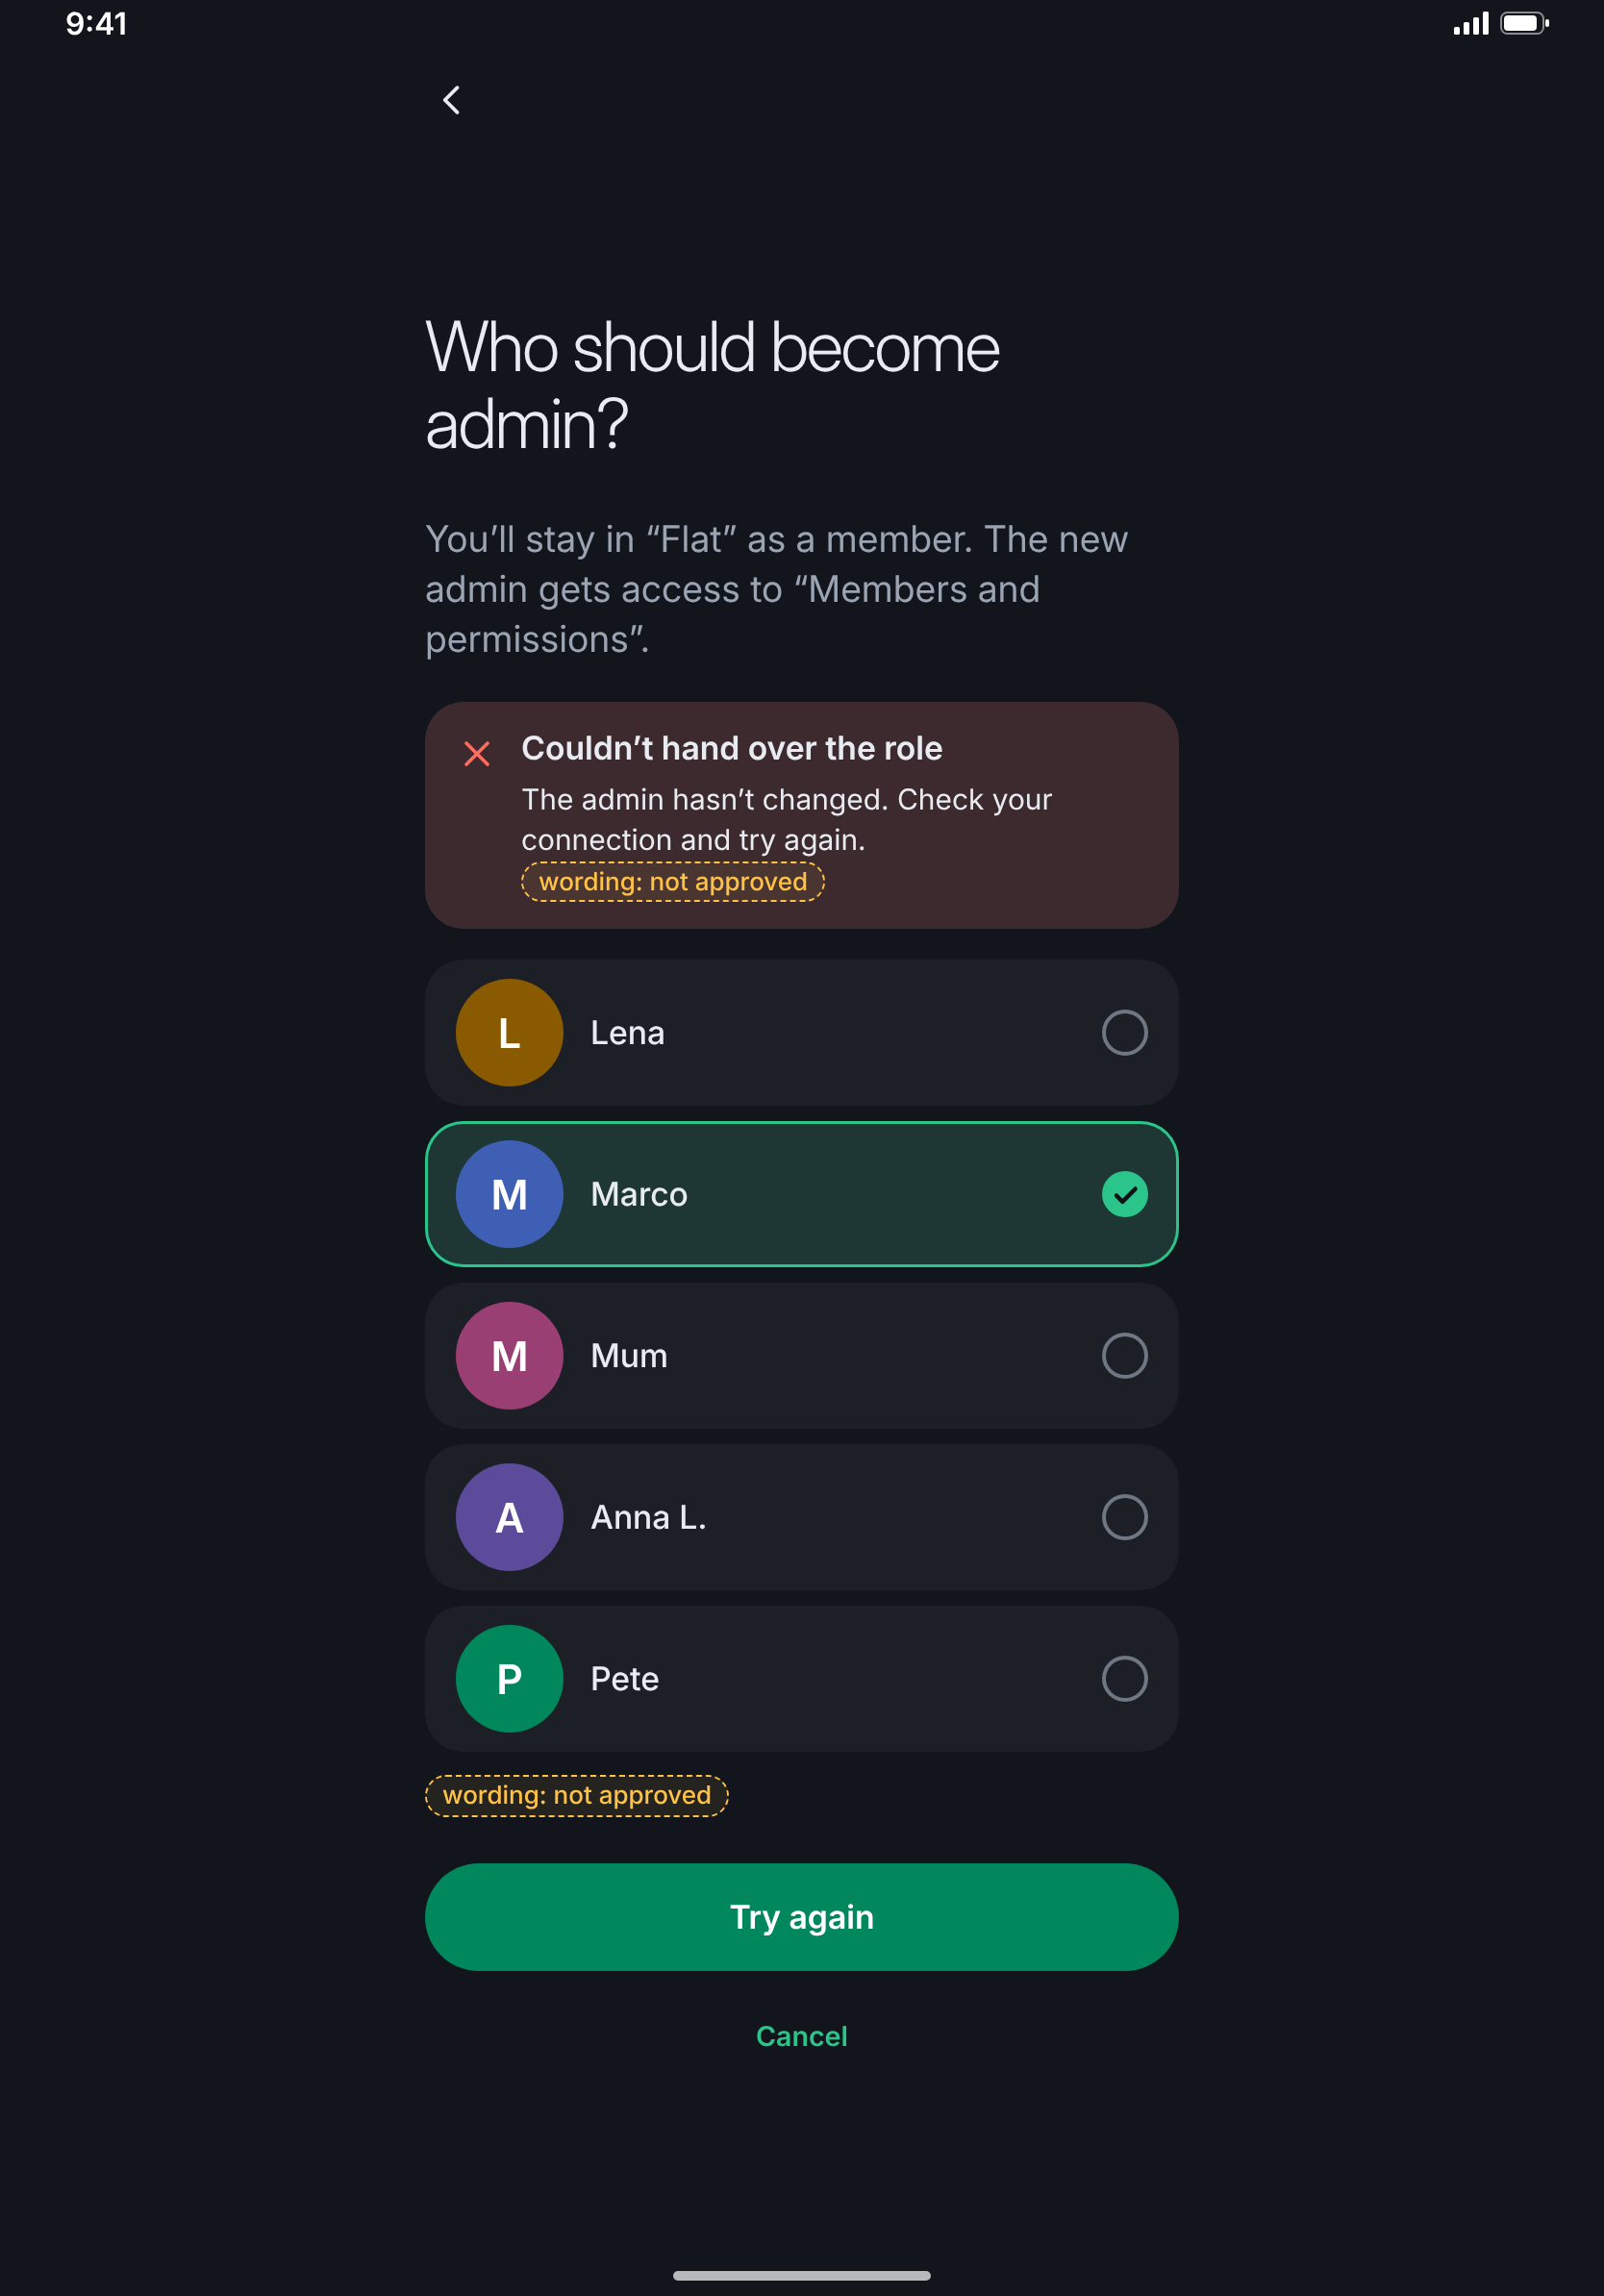 9:41
Who should become
admin?
You’ll stay in “Flat” as a member. The new
admin gets access to “Members and
permissions”.
Couldn’t hand over the role
The admin hasn’t changed. Check your
connection and try again.
wording: not approved
L
Lena
M
Marco
M
Mum
A
Anna L.
P
Pete
wording: not approved
Try again
Cancel